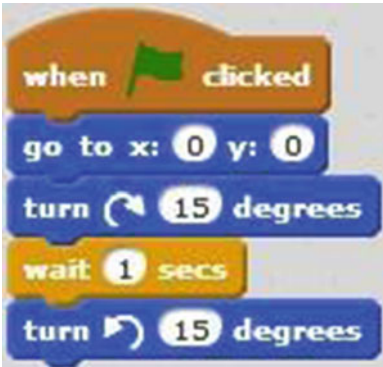 when clicked
go to x: 0 y: 0
turn 15 degrees
wait 1 secs
turn 15 degrees